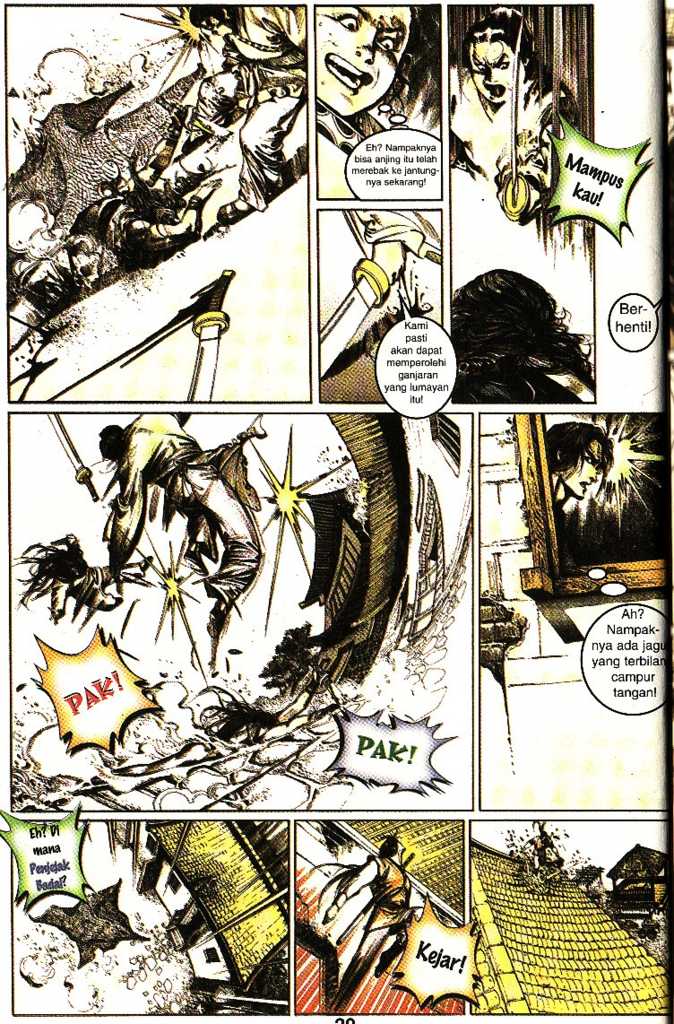 Eh? Nampaknya
bisa anjing itu telah
merebak ke jantung-
nya sekarang!
Mampus
kau!
Kami
pasti
akan dapat
memperolehi
ganjaran
yang lumayan
itu!
Ber-
henti!
PAK!
PAK!
Ah?
Nampak-
nya ada jagu
yang terbilan
campur
tangan!
Eh? Di
mana
Penjejak
Badai?
Kejar!